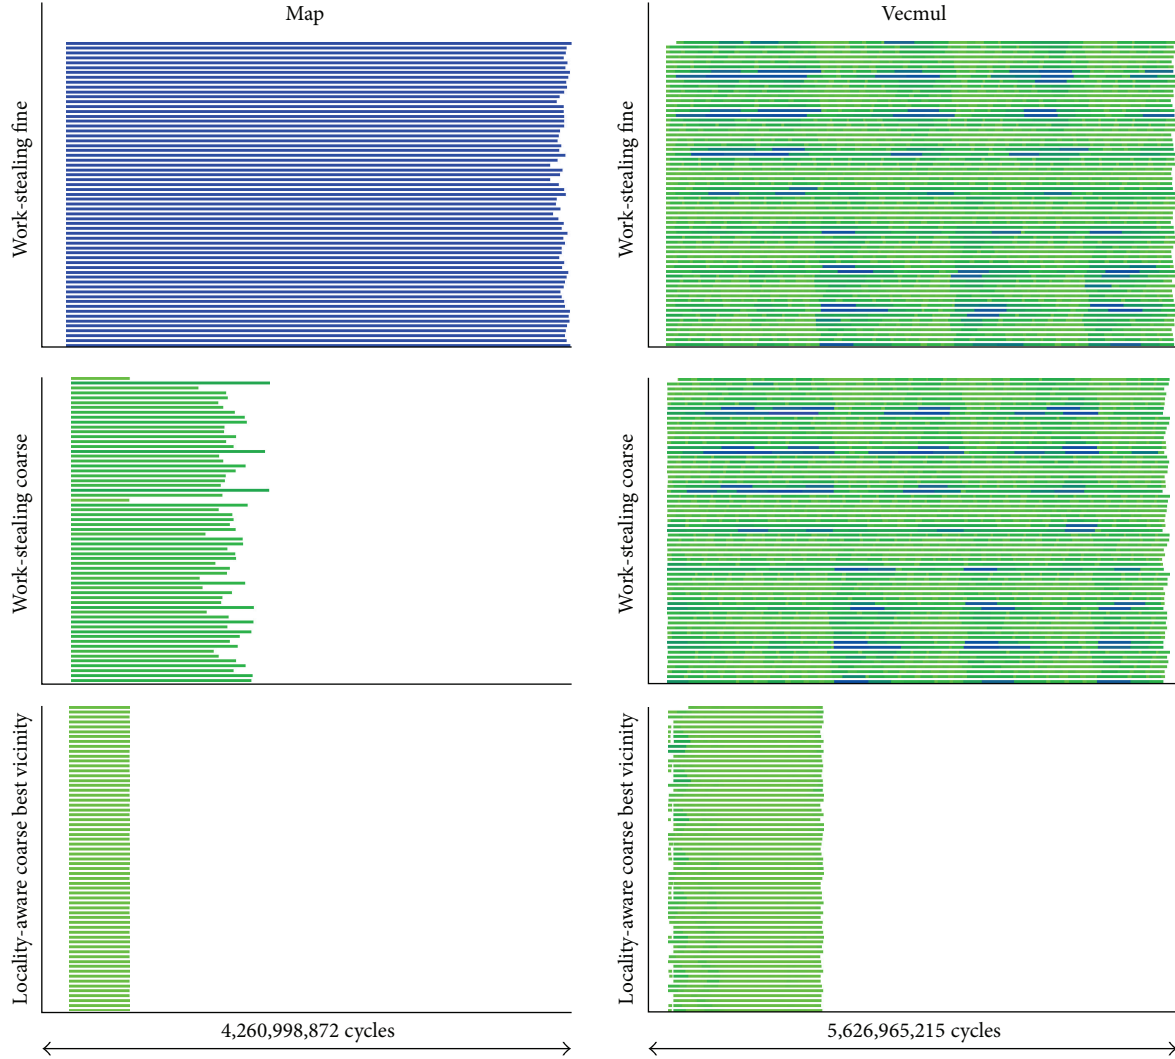 Map
Vecmul
Work-stealing fine
Work-stealing fine
Work-stealing coarse
Work-stealing coarse
Locality-aware coarse best vicinity
Locality-aware coarse best vicinity
4,260,998,872 cycles
5,626,965,215 cycles